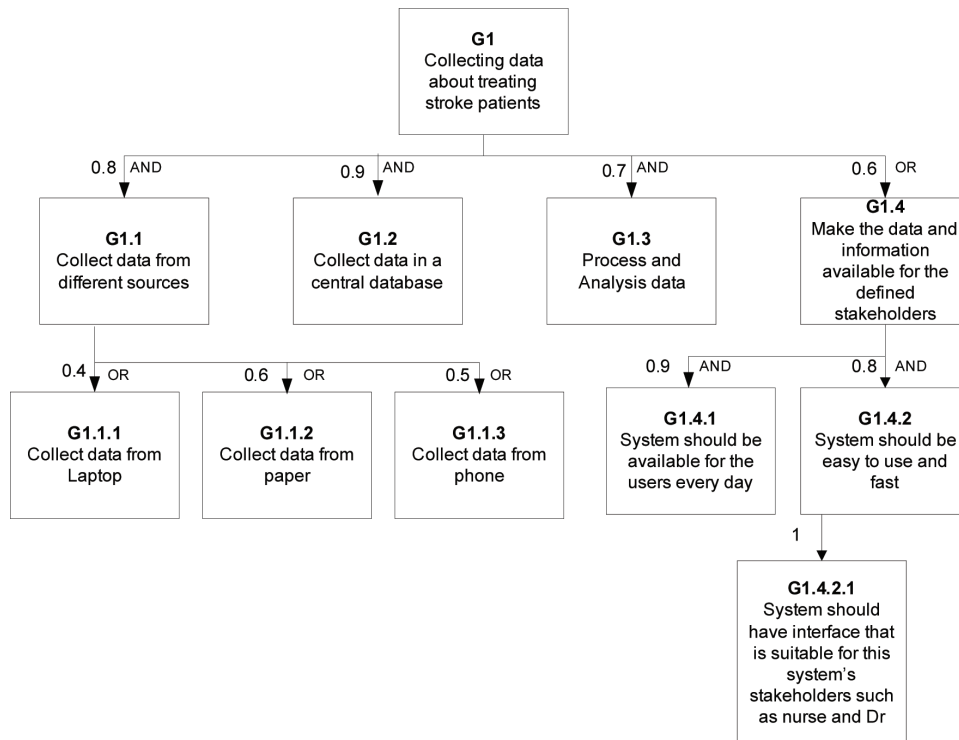 G1
Collecting data
about treating
stroke patients
0.8 AND
0.9 AND
0.7 AND
0.6 OR
G1.1
Collect data from
different sources
G1.2
Collect data in a
central database
G1.3
Process and
Analysis data
G1.4
Make the data and
information
available for the
defined
stakeholders
0.4 OR
0.6 OR
0.5 OR
0.9 AND
0.8 AND
G1.1.1
Collect data from
Laptop
G1.1.2
Collect data from
paper
G1.1.3
Collect data from
phone
G1.4.1
System should be
available for the
users every day
G1.4.2
System should be
easy to use and
fast
1
G1.4.2.1
System should
have interface that
is suitable for this
system’s
stakeholders such
as nurse and Dr